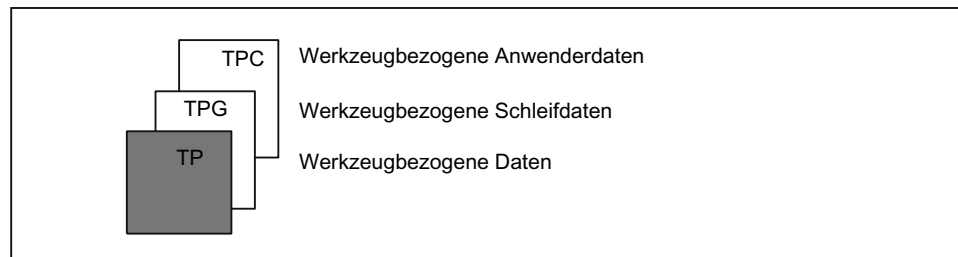 TPC Werkzeugbezogene Anwenderdaten
TPG Werkzeugbezogene Schleifdaten
TP Werkzeugbezogene Daten